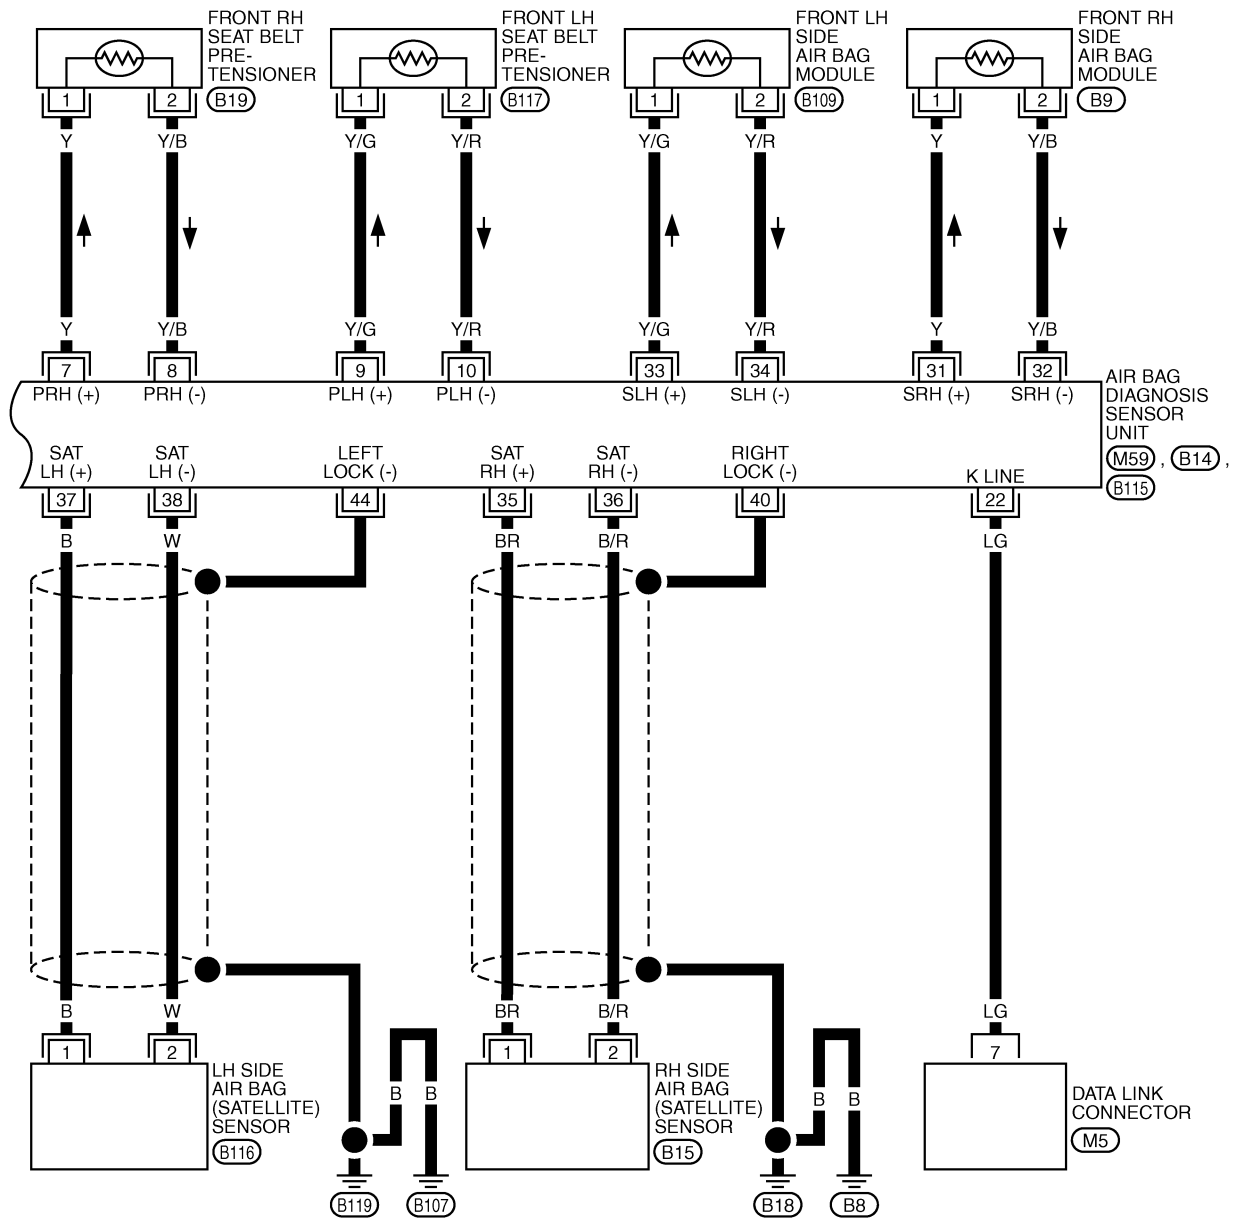 FRONT RH
SEAT BELT
PRE-
TENSIONER
B19
FRONT LH
SEAT BELT
PRE-
TENSIONER
B117
FRONT LH
SIDE
AIR BAG
MODULE
B109
FRONT RH
SIDE
AIR BAG
MODULE
B9
1 2 1 2 1 2 1 2
Y Y/B Y/G Y/R Y/G Y/R Y Y/B
Y Y/B Y/G Y/R Y/G Y/R Y Y/B
7 8 9 10 33 34 31 32
PRH (+) PRH (-) PLH (+) PLH (-) SLH (+) SLH (-) SRH (+) SRH (-)
AIR BAG
DIAGNOSIS
SENSOR
UNIT
M59 , B14 ,
B115
SAT
LH (+)
SAT
LH (-)
LEFT
LOCK (-)
SAT
RH (+)
SAT
RH (-)
RIGHT
LOCK (-)
K LINE
37 38 44 35 36 40 22
B W BR B/R LG
B W BR B/R LG
1 2 1 2 7
LH SIDE
AIR BAG
(SATELLITE)
SENSOR
B116
B B
B119 B107
RH SIDE
AIR BAG
(SATELLITE)
SENSOR
B15
B B
B18 B8
DATA LINK
CONNECTOR
M5